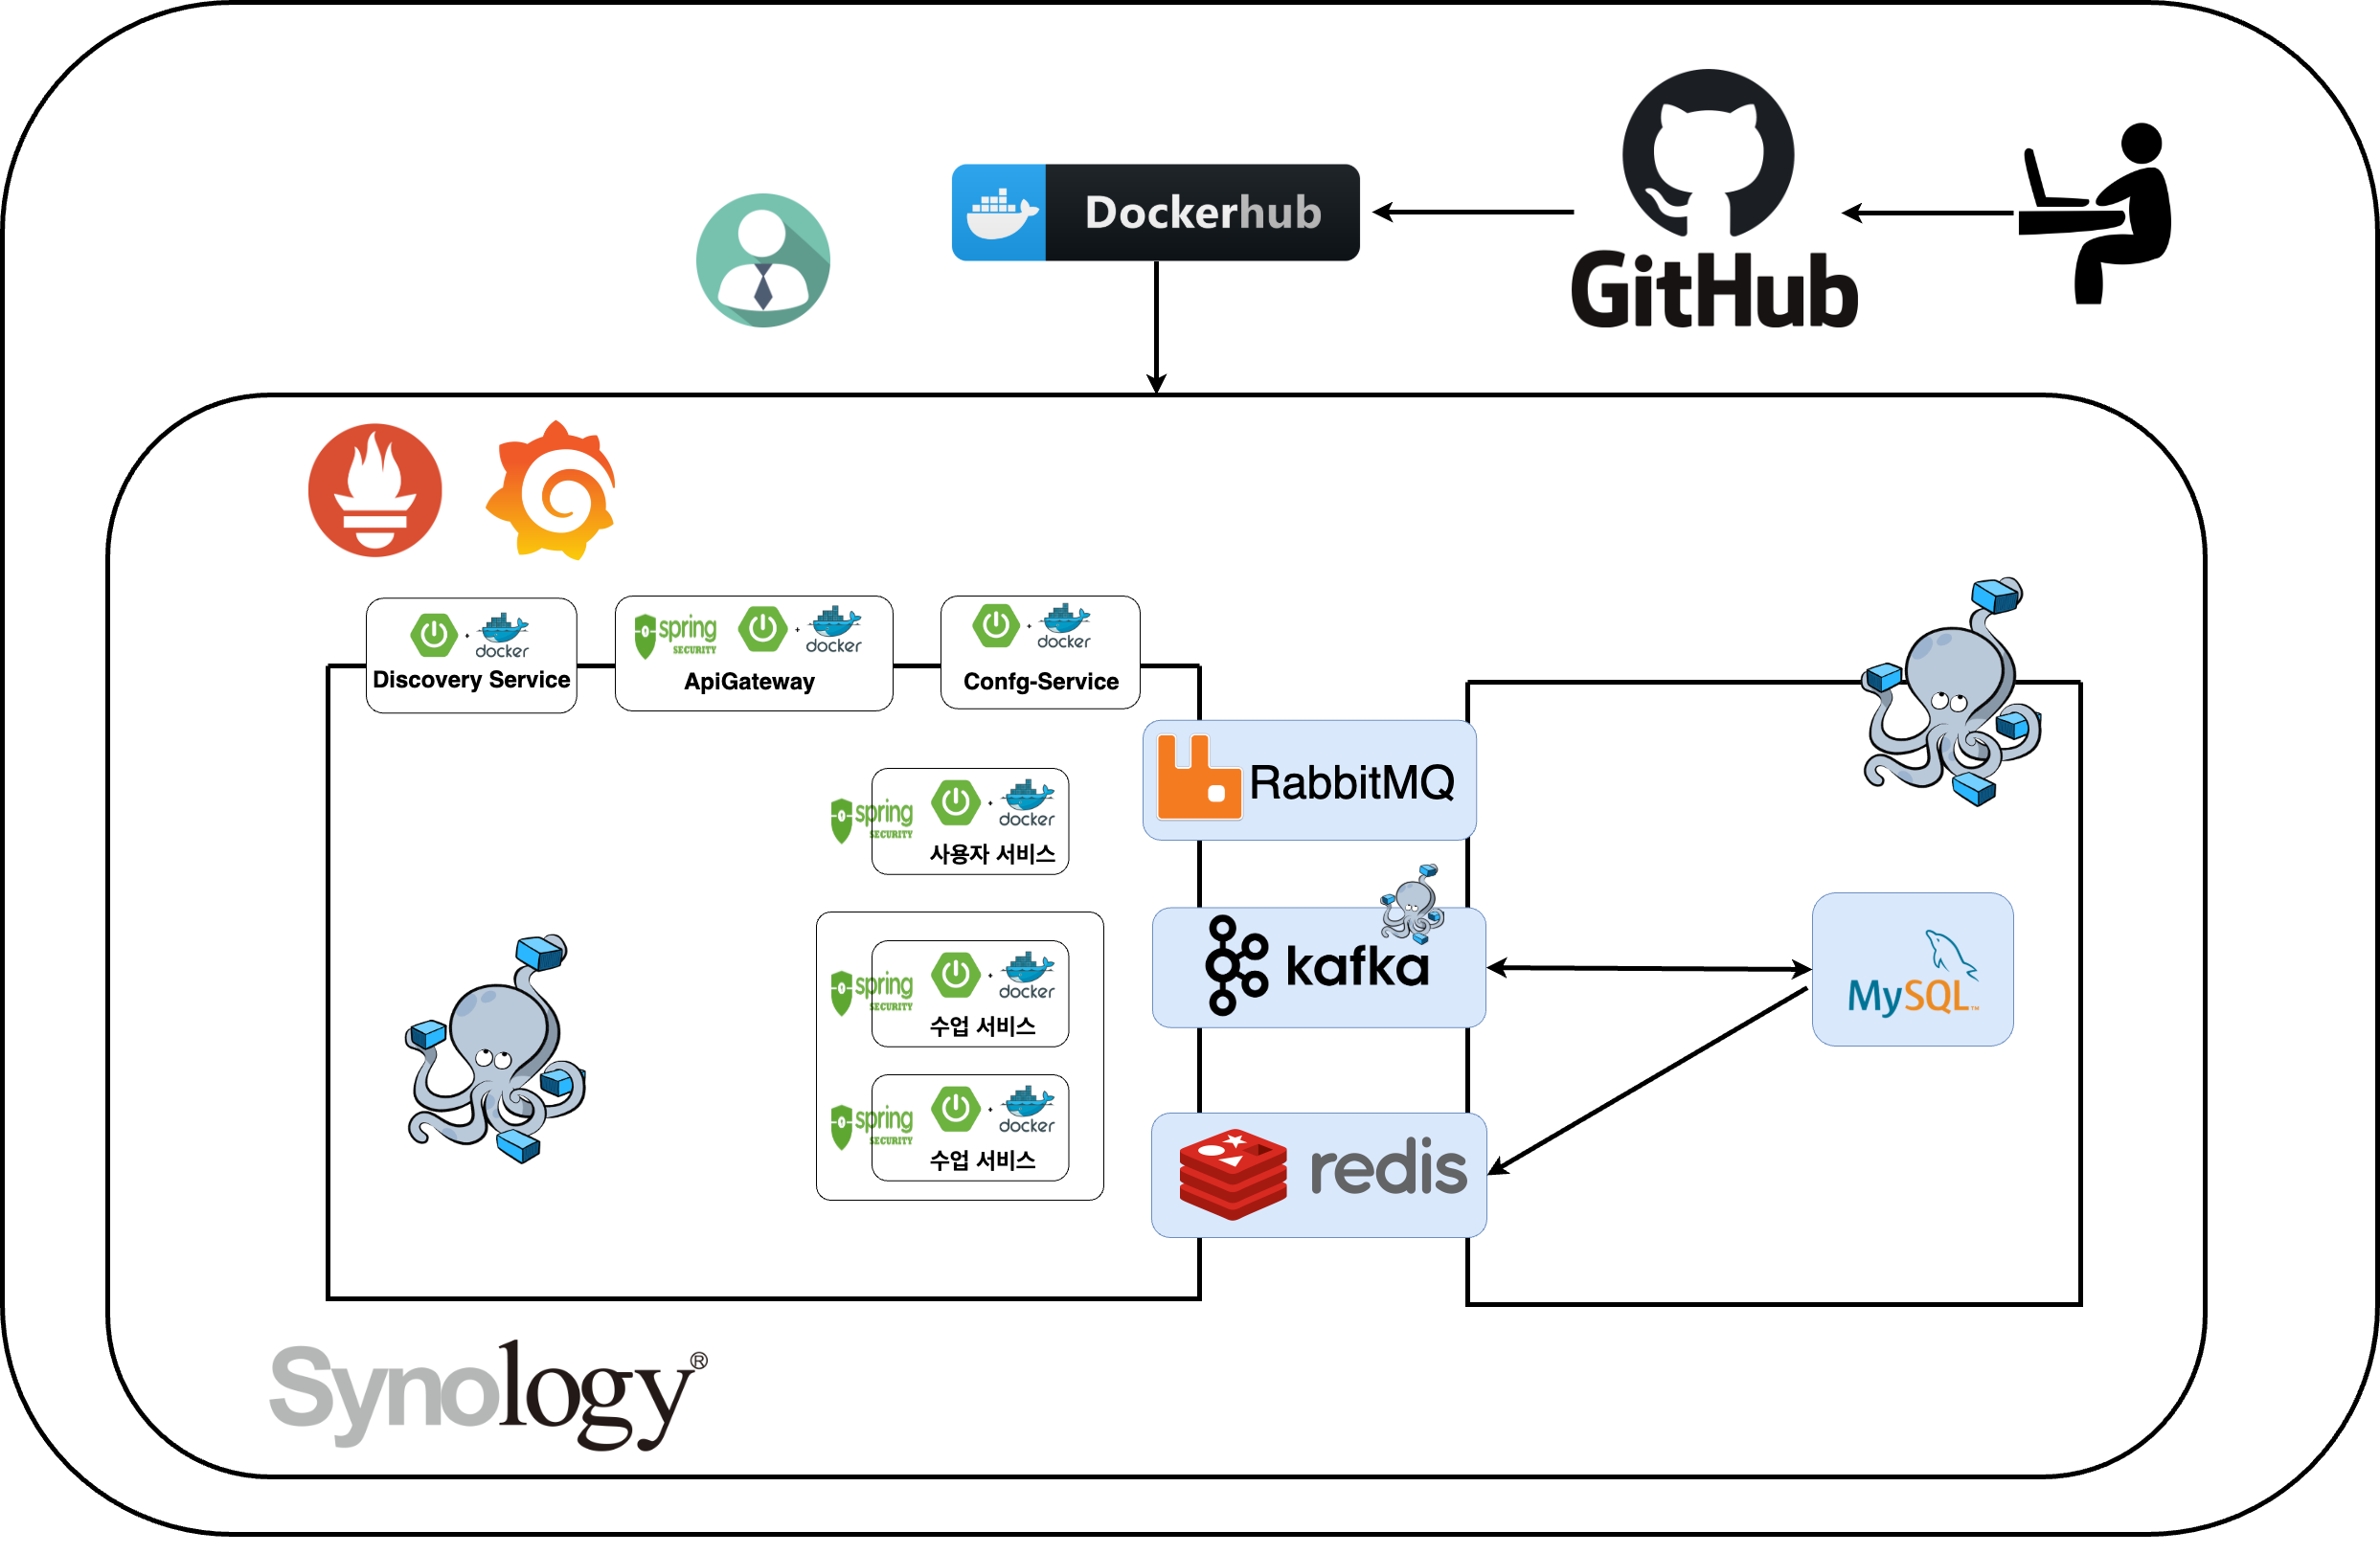 Dockerhub
GitHub
docker
Discovery Service
spring
SECURITY
docker
ApiGateway
docker
Confg-Service
RabbitMQ
spring
SECURITY
docker
사용자 서비스
kafka
spring
SECURITY
docker
수업 서비스
MySQL™
spring
SECURITY
docker
수업 서비스
redis
Synology®